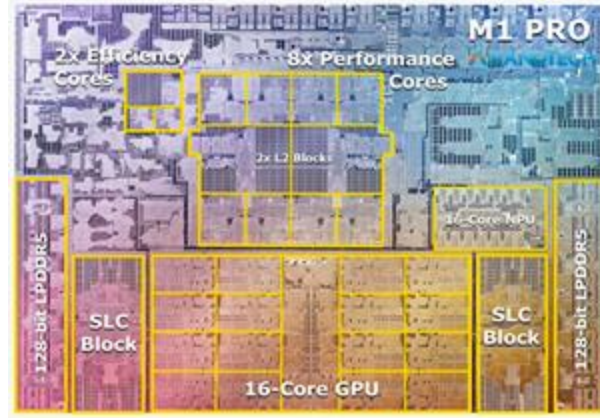 M1 PRO
ANANDTECH
2x Efficiency
Cores
8x Performance
Cores
2x L2 Blocks
16-Core NPU
128-bit LPDDR5
SLC
Block
SLC
Block
128-bit LPDDR5
16-Core GPU